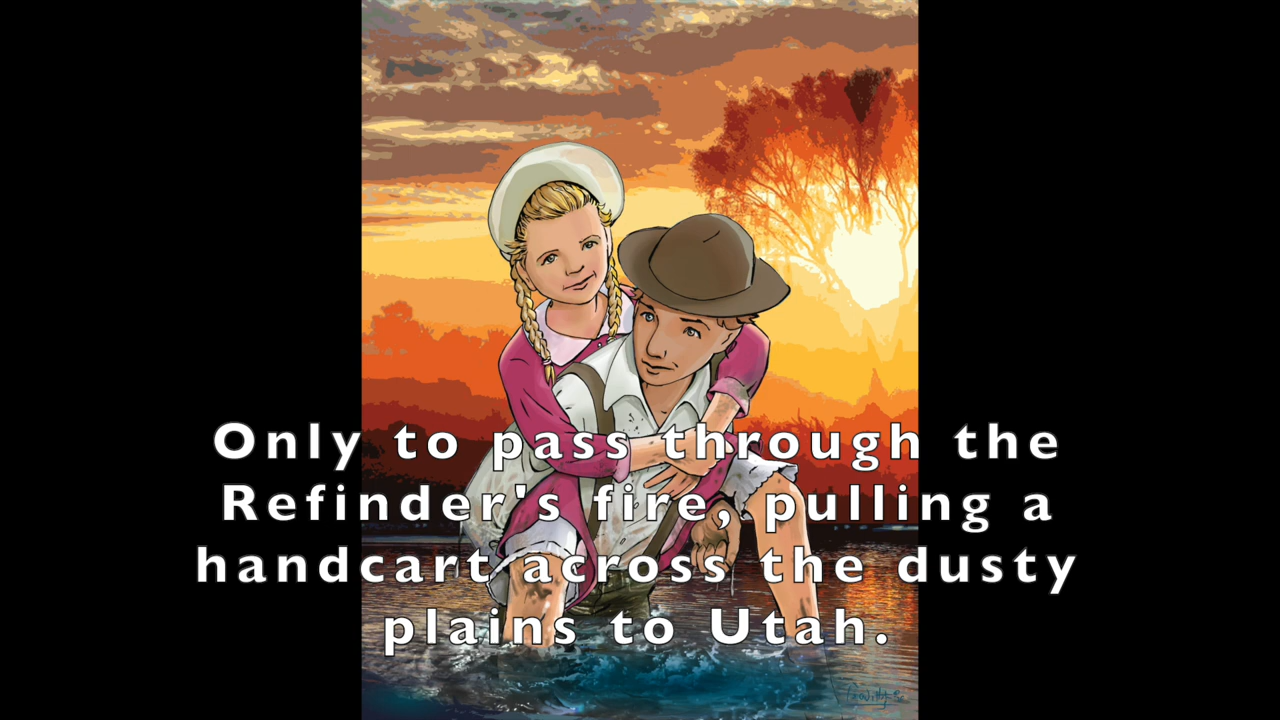 Only to pass through the
Refinder's fire, pulling a
handcart across the dusty
plains to Utah.